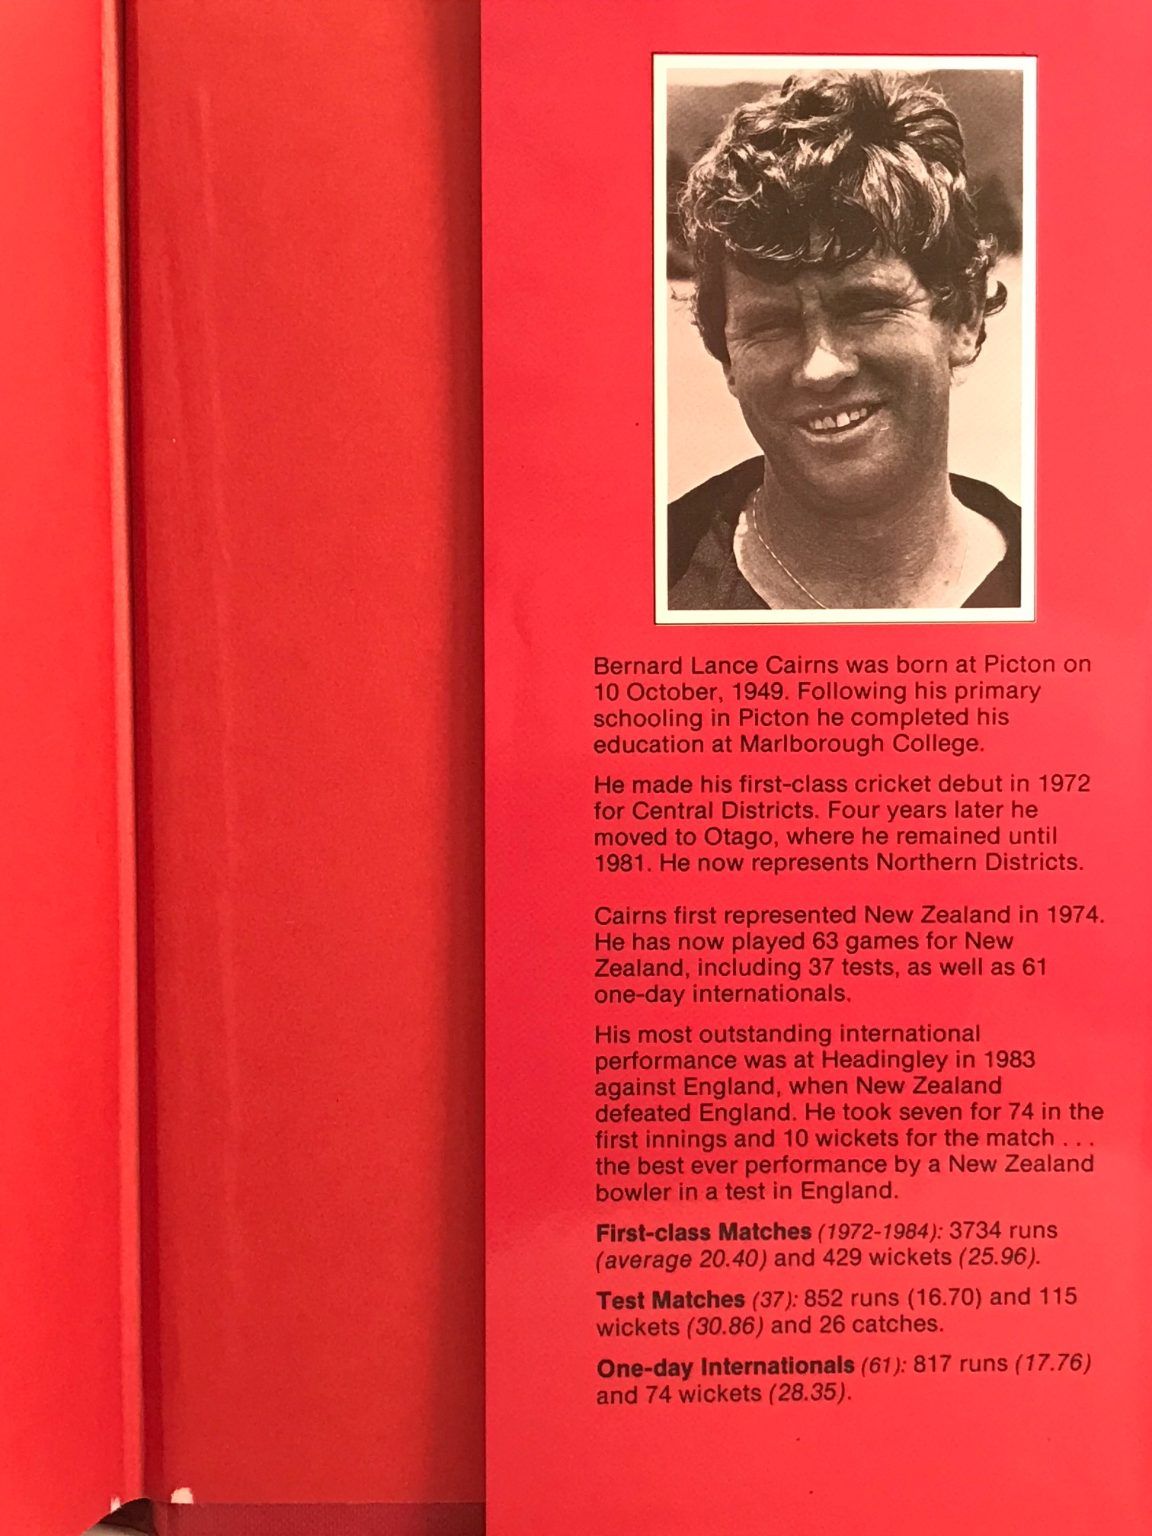 Bernard Lance Cairns was born at Picton on
10 October, 1949. Following his primary
schooling in Picton he completed his
education at Marlborough College.
He made his first-class cricket debut in 1972
for Central Districts. Four years later he
moved to Otago, where he remained until
1981. He now represents Northern Districts.
Cairns first represented New Zealand in 1974.
He has now played 63 games for New
Zealand, including 37 tests, as well as 61
one-day internationals.
His most outstanding international
performance was at Headingley in 1983
against England, when New Zealand
defeated England. He took seven for 74 in the
first innings and 10 wickets for the match . . .
the best ever performance by a New Zealand
bowler in a test in England.
First-class Matches (1972-1984): 3734 runs
(average 20.40) and 429 wickets (25.96).
Test Matches (37): 852 runs (16.70) and 115
wickets (30.86) and 26 catches.
One-day Internationals (61): 817 runs (17.76)
and 74 wickets (28.35).